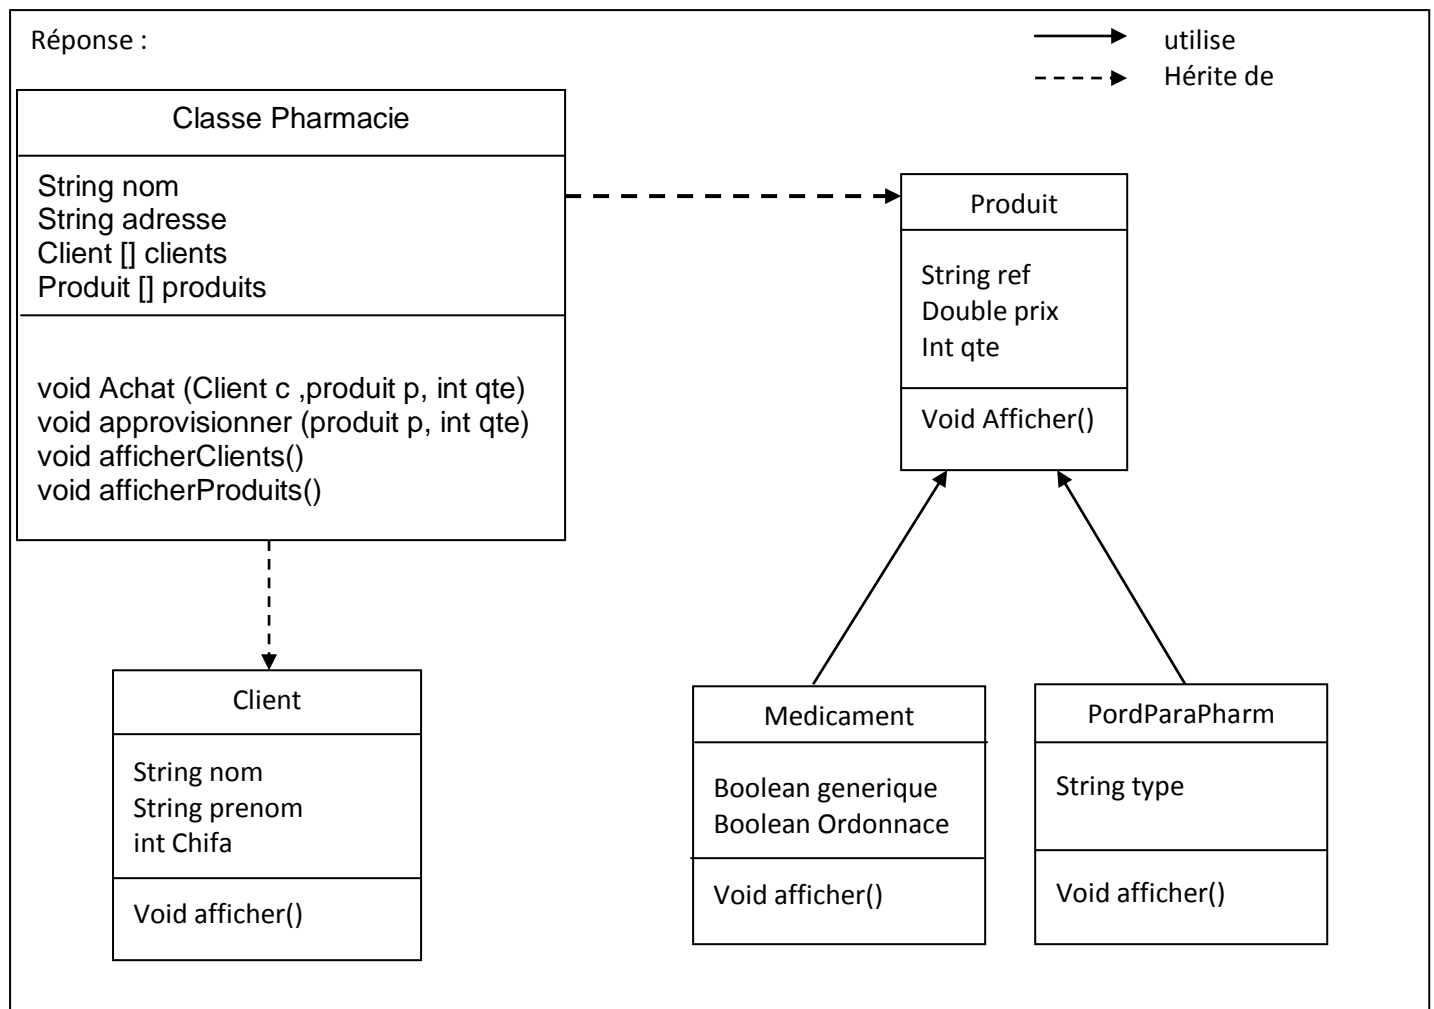 Réponse :
utilise
Hérite de
Classe Pharmacie
String nom
String adresse
Client [] clients
Produit [] produits
void Achat (Client c ,produit p, int qte)
void approvisionner (produit p, int qte)
void afficherClients()
void afficherProduits()
Produit
String ref
Double prix
Int qte
Void Afficher()
Client
String nom
String prenom
int Chifa
Void afficher()
Medicament
Boolean generique
Boolean Ordonnace
Void afficher()
PordParaPharm
String type
Void afficher()